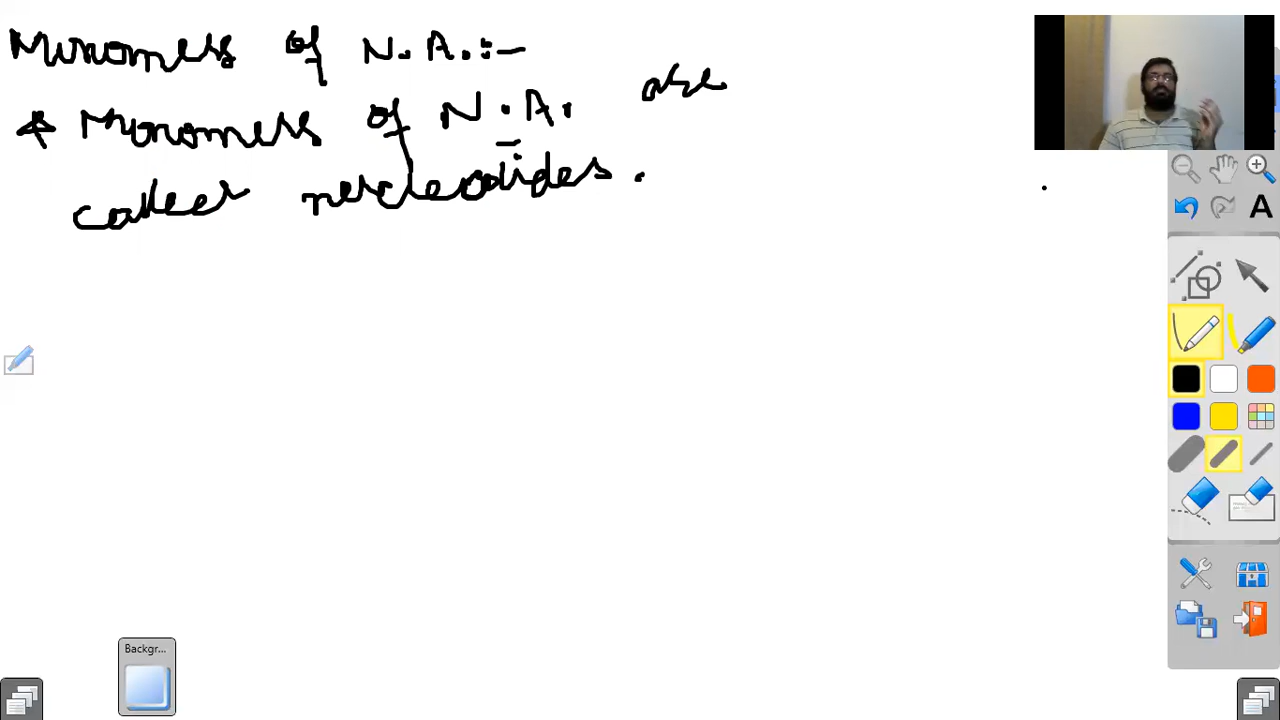 Monomers of N.A.:-
* Monomers of N.A. are
called nucleotides.
A
Backgr...